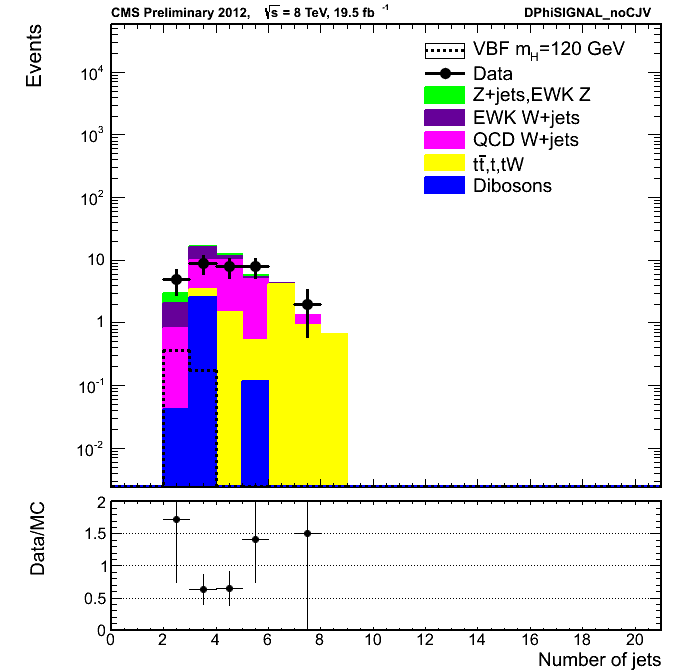 CMS Preliminary 2012, √s = 8 TeV, 19.5 fb⁻¹ DPhiSIGNAL_noCJV
Events
VBF m_H=120 GeV
Data
Z+jets,EWK Z
EWK W+jets
QCD W+jets
tt̄,t,tW
Dibosons
10⁴
10³
10²
10
1
10⁻¹
10⁻²
Data/MC
2
1.5
1
0.5
0
0 2 4 6 8 10 12 14 16 18 20
Number of jets